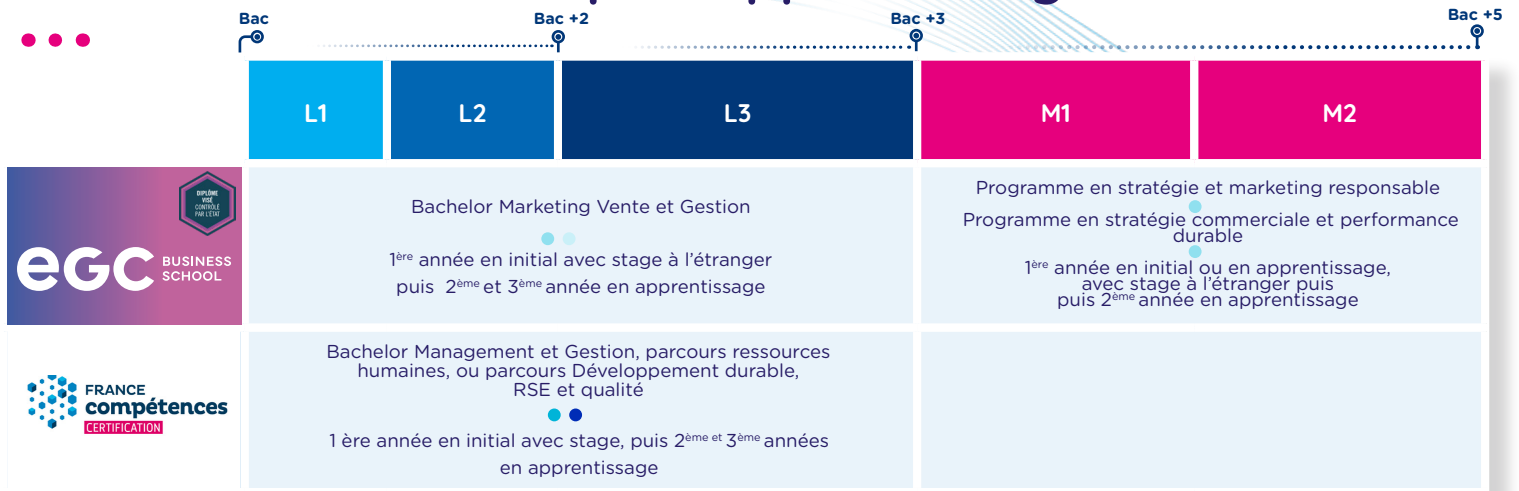 Bac
Bac +2
Bac +3
Bac +5
L1
L2
L3
M1
M2
DIPLÔME
VISÉ
CONTRÔLÉ
PAR L'ÉTAT
egc BUSINESS
SCHOOL
Bachelor Marketing Vente et Gestion
1ère année en initial avec stage à l'étranger
puis 2ème et 3ème année en apprentissage
Programme en stratégie et marketing responsable
Programme en stratégie commerciale et performance
durable
1ère année en initial ou en apprentissage,
avec stage à l'étranger puis
puis 2ème année en apprentissage
FRANCE
compétences
CERTIFICATION
Bachelor Management et Gestion, parcours ressources
humaines, ou parcours Développement durable,
RSE et qualité
1 ère année en initial avec stage, puis 2ème et 3ème années
en apprentissage